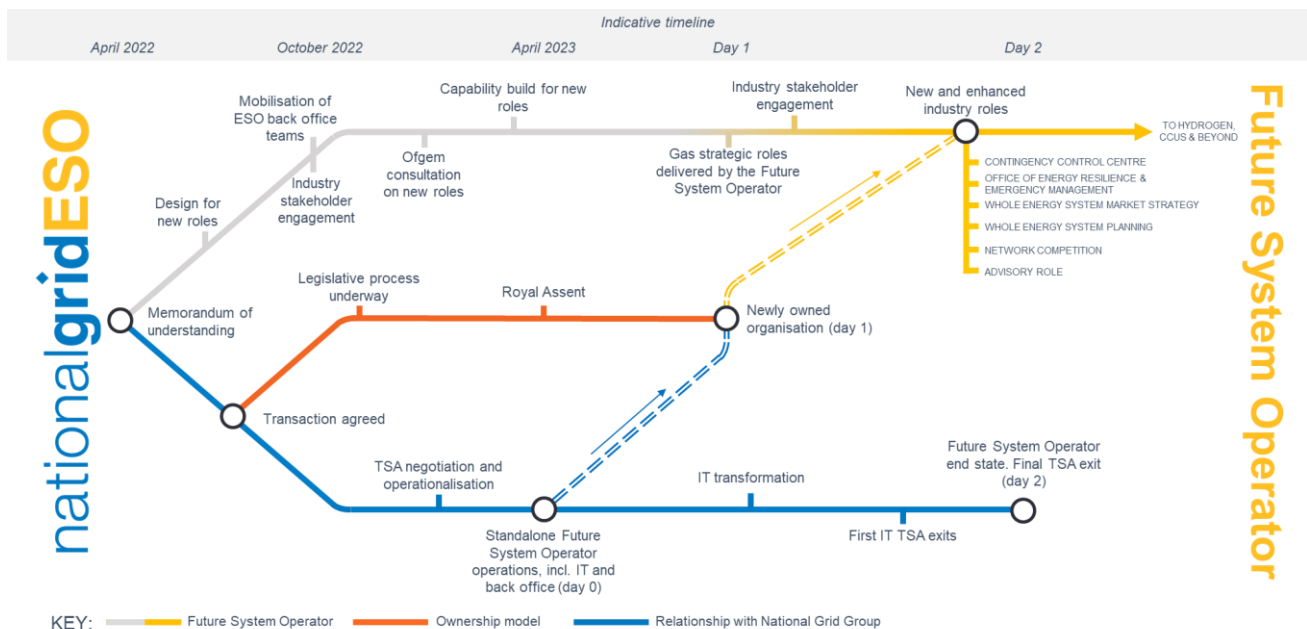 Indicative timeline
April 2022
October 2022
April 2023
Day 1
Day 2
nationalgridESO
Future System Operator
Mobilisation of
ESO back office
teams
Capability build for new
roles
Industry stakeholder
engagement
New and enhanced
industry roles
TO HYDROGEN,
CCUS & BEYOND
Design for
new roles
Industry
stakeholder
engagement
Ofgem
consultation
on new roles
Gas strategic roles
delivered by the Future
System Operator
CONTINGENCY CONTROL CENTRE
OFFICE OF ENERGY RESILIENCE &
EMERGENCY MANAGEMENT
WHOLE ENERGY SYSTEM MARKET STRATEGY
WHOLE ENERGY SYSTEM PLANNING
NETWORK COMPETITION
ADVISORY ROLE
Memorandum of
understanding
Legislative process
underway
Royal Assent
Newly owned
organisation (day 1)
Transaction agreed
TSA negotiation and
operationalisation
Standalone Future
System Operator
operations, incl. IT and
back office (day 0)
IT transformation
First IT TSA exits
Future System Operator
end state. Final TSA exit
(day 2)
KEY:
Future System Operator
Ownership model
Relationship with National Grid Group